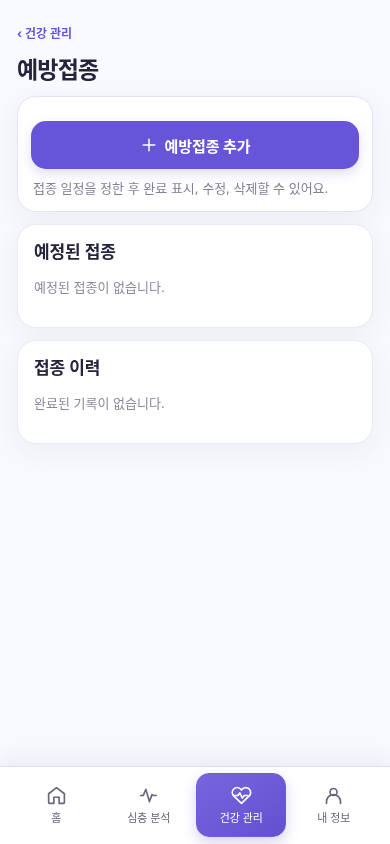 ‹ 건강 관리
예방접종
+ 예방접종 추가
접종 일정을 정한 후 완료 표시, 수정, 삭제할 수 있어요.
예정된 접종
예정된 접종이 없습니다.
접종 이력
완료된 기록이 없습니다.
홈
심층 분석
건강 관리
내 정보